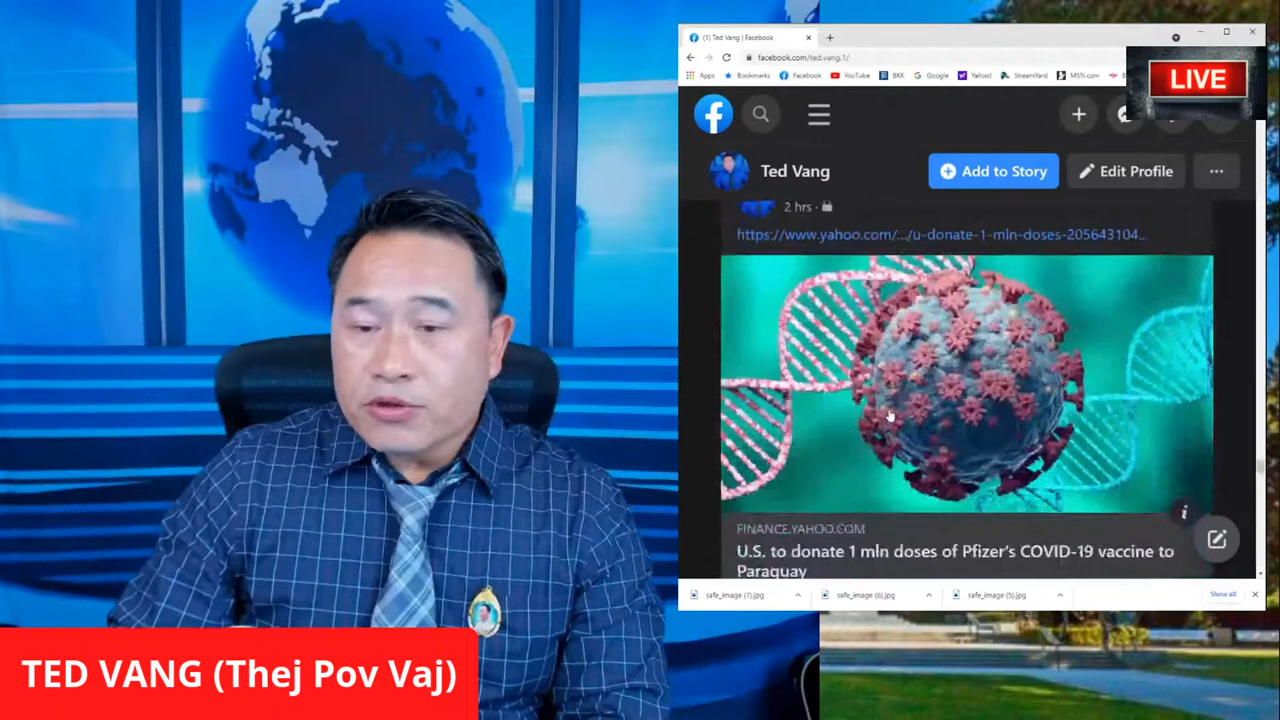 (1) Ted Vang | Facebook
facebook.com/ted.vang.1/
Apps Bookmarks Facebook YouTube BKK Google Yahoo! StreamYard MSN.com
LIVE
Ted Vang
Add to Story
Edit Profile
2 hrs ·
https://www.yahoo.com/.../u-donate-1-mln-doses-205643104...
FINANCE.YAHOO.COM
U.S. to donate 1 mln doses of Pfizer's COVID-19 vaccine to
Paraguay
safe_image (7).jpg
safe_image (6).jpg
safe_image (5).jpg
Show all
TED VANG (Thej Pov Vaj)